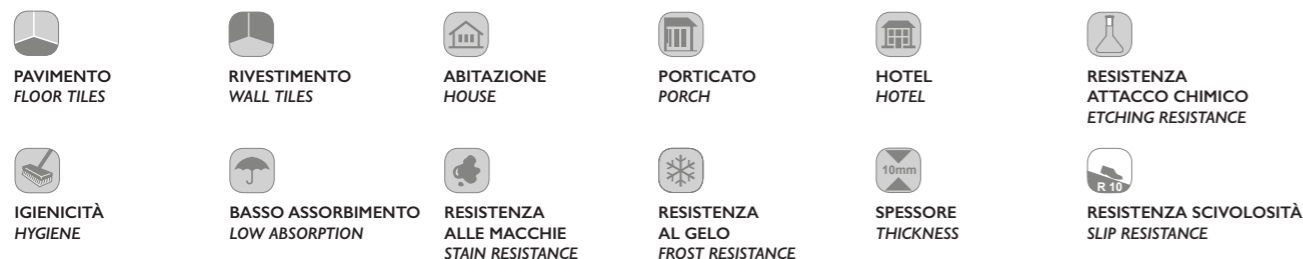 PAVIMENTO
FLOOR TILES
RIVESTIMENTO
WALL TILES
ABITAZIONE
HOUSE
PORTICATO
PORCH
HOTEL
HOTEL
RESISTENZA
ATTACCO CHIMICO
ETCHING RESISTANCE
IGIENICITÀ
HYGIENE
BASSO ASSORBIMENTO
LOW ABSORPTION
RESISTENZA
ALLE MACCHIE
STAIN RESISTANCE
RESISTENZA
AL GELO
FROST RESISTANCE
10mm
SPESSORE
THICKNESS
R 10
RESISTENZA SCIVOLOSITÀ
SLIP RESISTANCE